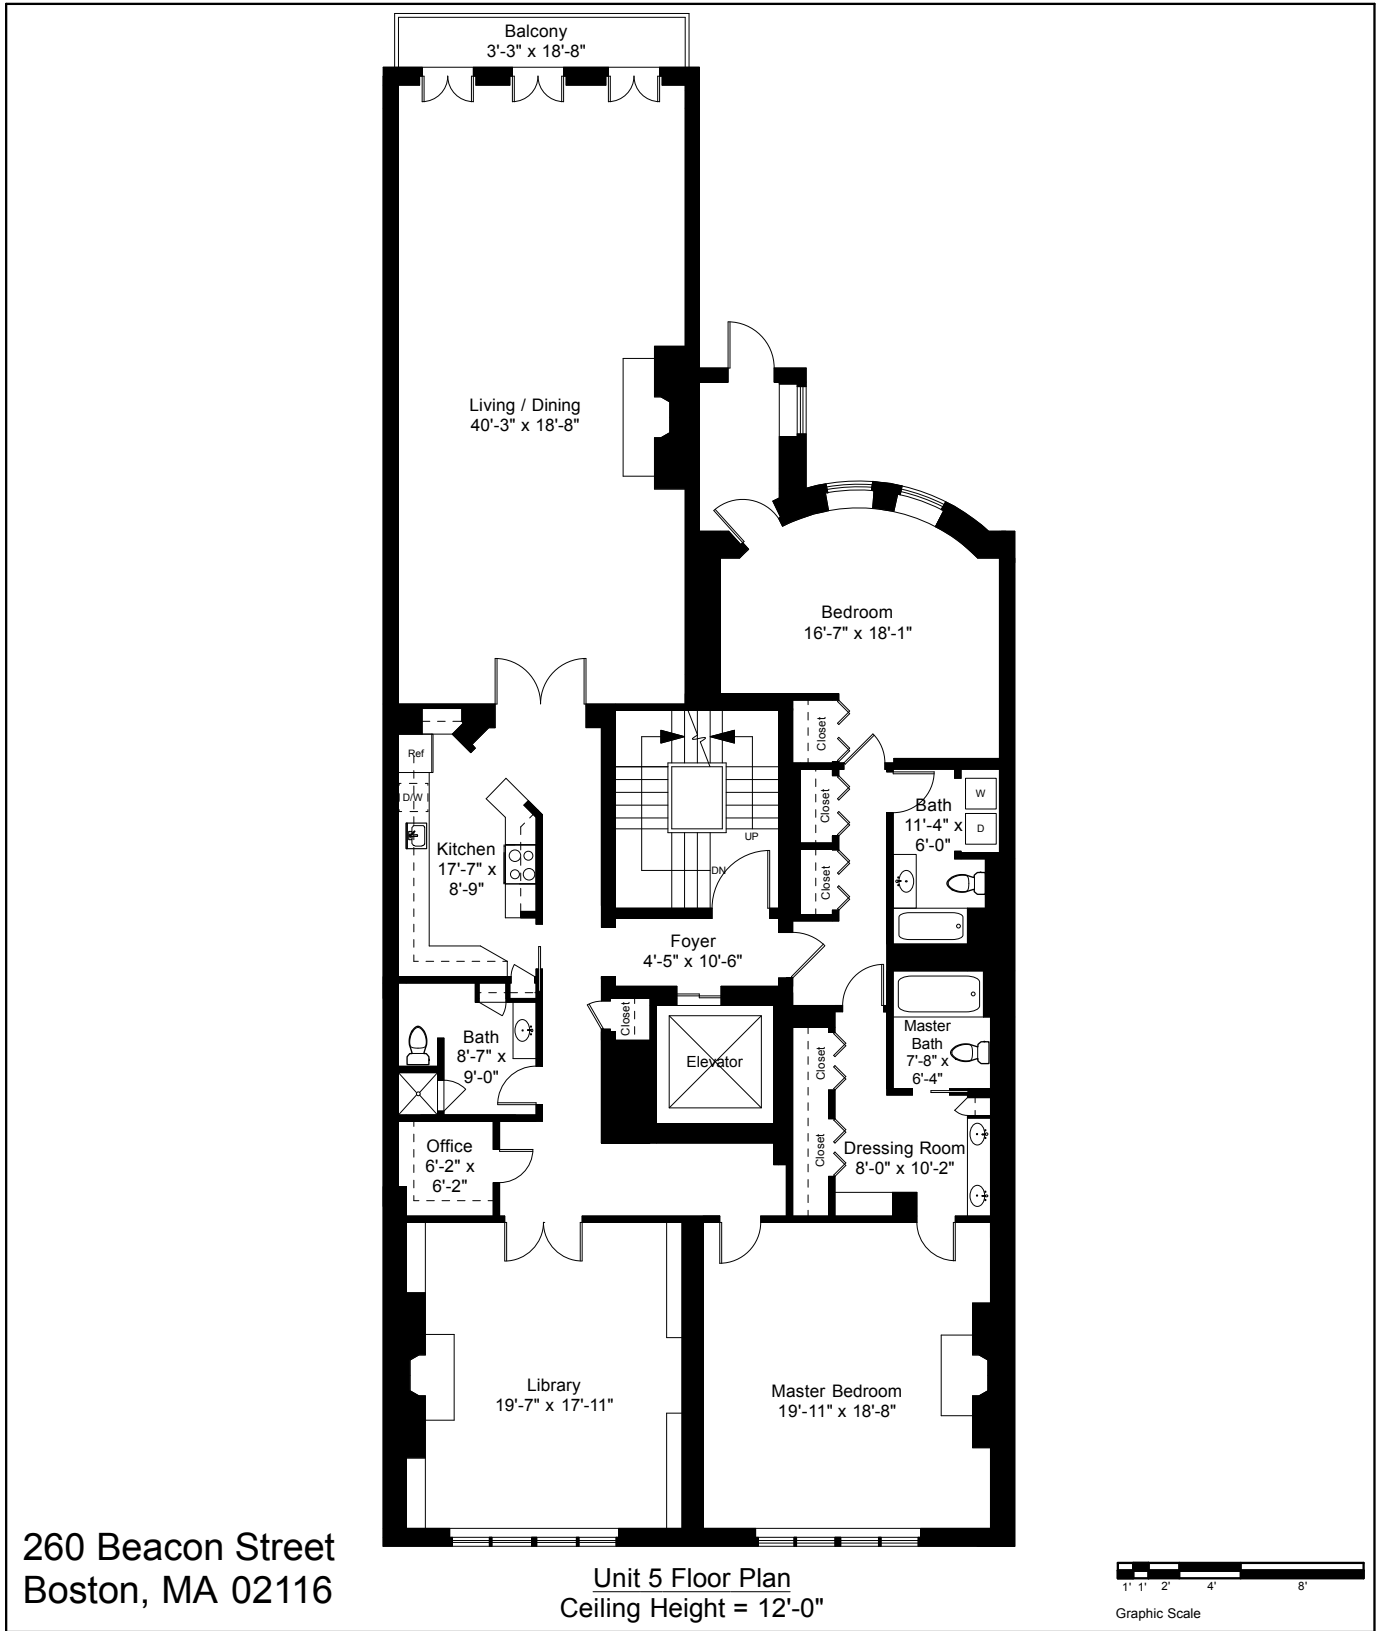 Balcony
3'-3" x 18'-8"
Living / Dining
40'-3" x 18'-8"
Bedroom
16'-7" x 18'-1"
Closet
Ref
D/W
Closet
W
Bath
11'-4" x
6'-0"
D
UP
Kitchen
17'-7" x
8'-9"
DN
Closet
Foyer
4'-5" x 10'-6"
Closet
Bath
8'-7" x
9'-0"
Elevator
Closet
Master
Bath
7'-8" x
6'-4"
Office
6'-2" x
6'-2"
Closet
Dressing Room
8'-0" x 10'-2"
Library
19'-7" x 17'-11"
Master Bedroom
19'-11" x 18'-8"
260 Beacon Street
Boston, MA 02116
Unit 5 Floor Plan
Ceiling Height = 12'-0"
1' 1' 2' 4' 8'
Graphic Scale